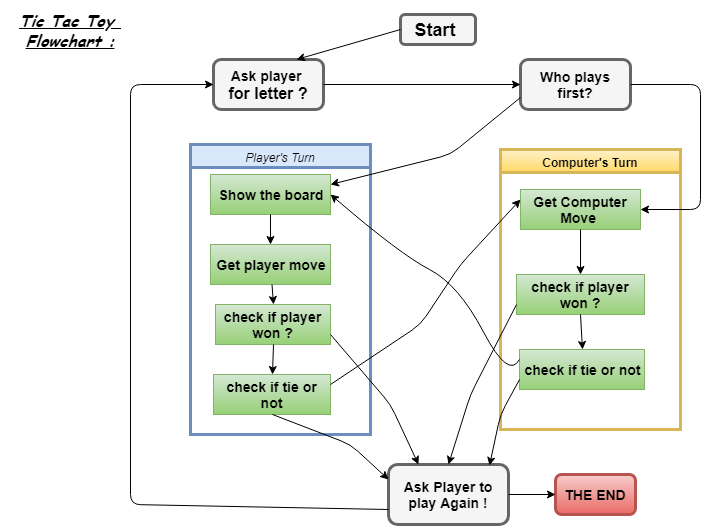 Tic Tac Toy
Flowchart :
Start
Ask player
for letter ?
Who plays
first?
Player's Turn
Show the board
Get player move
check if player
won ?
check if tie or
not
Computer's Turn
Get Computer
Move
check if player
won ?
check if tie or not
Ask Player to
play Again !
THE END